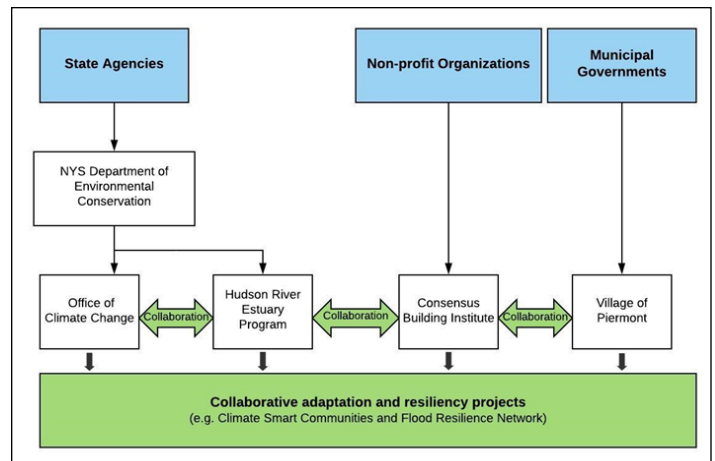 State Agencies
Non-profit Organizations
Municipal
Governments
NYS Department of
Environmental
Conservation
Office of
Climate Change
Collaboration
Hudson River
Estuary
Program
Collaboration
Consensus
Building Institute
Collaboration
Village of
Piermont
Collaborative adaptation and resiliency projects
(e.g. Climate Smart Communities and Flood Resilience Network)